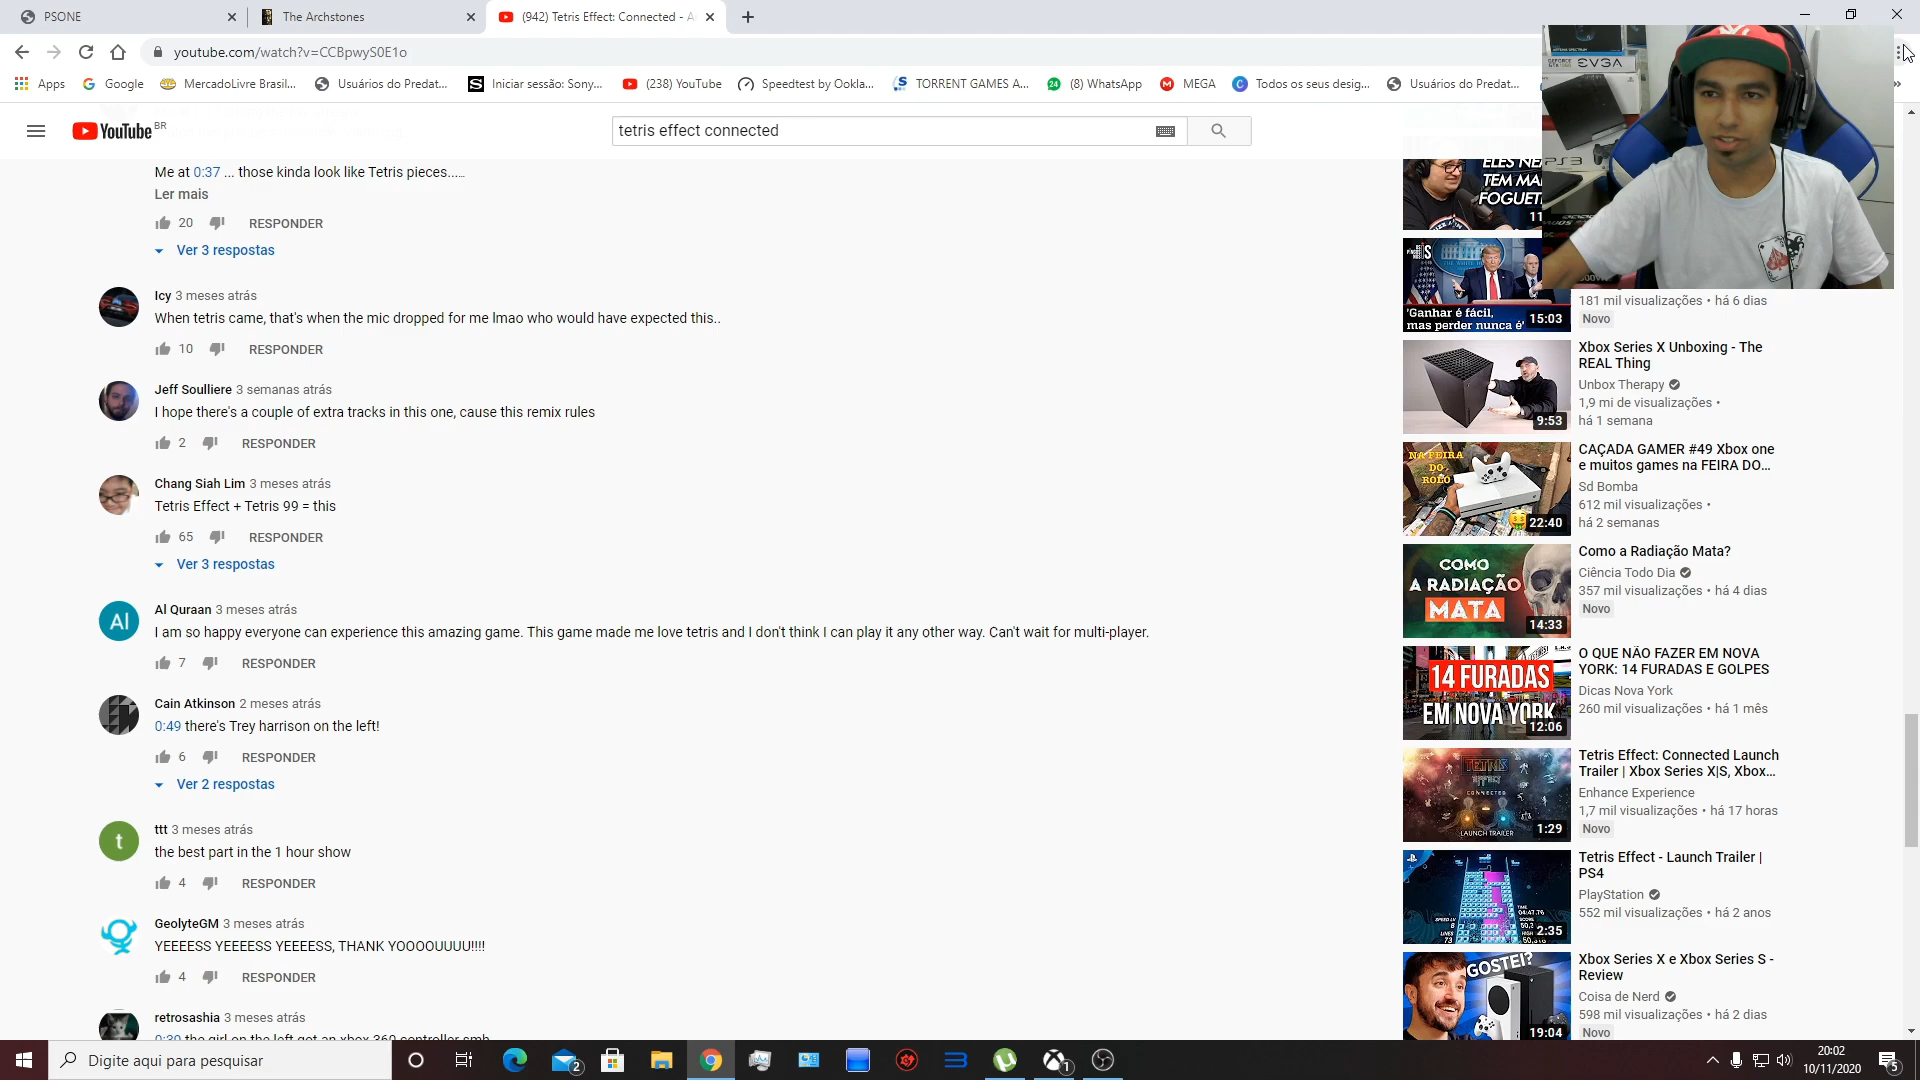 PSONE
The Archstones
(942) Tetris Effect: Connected - A
youtube.com/watch?v=CCBpwyS0E1o
Apps
Google
MercadoLivre Brasil...
Usuários do Predat...
Iniciar sessão: Sony...
(238) YouTube
Speedtest by Ookla...
TORRENT GAMES A...
(8) WhatsApp
MEGA
Todos os seus desig...
Usuários do Predat...
YouTube BR
tetris effect connected
Me at 0:37 ... those kinda look like Tetris pieces.....
Ler mais
20 RESPONDER
Ver 3 respostas
Icy 3 meses atrás
When tetris came, that's when the mic dropped for me lmao who would have expected this..
10 RESPONDER
Jeff Soulliere 3 semanas atrás
I hope there's a couple of extra tracks in this one, cause this remix rules
2 RESPONDER
Chang Siah Lim 3 meses atrás
Tetris Effect + Tetris 99 = this
65 RESPONDER
Ver 3 respostas
Al
Al Quraan 3 meses atrás
I am so happy everyone can experience this amazing game. This game made me love tetris and I don't think I can play it any other way. Can't wait for multi-player.
7 RESPONDER
Cain Atkinson 2 meses atrás
0:49 there's Trey harrison on the left!
6 RESPONDER
Ver 2 respostas
t
ttt 3 meses atrás
the best part in the 1 hour show
4 RESPONDER
GeolyteGM 3 meses atrás
YEEEESS YEEEESS YEEEESS, THANK YOOOOUUUU!!!!
4 RESPONDER
retrosashia 3 meses atrás
0:39 the girl on the left got an xbox 360 controller smh
EVGA
PS3
TEM MA
FOGUET
11
'Ganhar é fácil,
mas perder nunca é'
15:03
181 mil visualizações • há 6 dias
Novo
Xbox Series X Unboxing - The
REAL Thing
Unbox Therapy
1,9 mi de visualizações •
há 1 semana
9:53
NA FEIRA
DO
ROLO
22:40
CAÇADA GAMER #49 Xbox one
e muitos games na FEIRA DO...
Sd Bomba
612 mil visualizações •
há 2 semanas
COMO
A RADIAÇÃO
MATA
14:33
Como a Radiação Mata?
Ciência Todo Dia
357 mil visualizações • há 4 dias
Novo
14 FURADAS
EM NOVA YORK
12:06
O QUE NÃO FAZER EM NOVA
YORK: 14 FURADAS E GOLPES
Dicas Nova York
260 mil visualizações • há 1 mês
TETRIS
EFFECT
CONNECTED
LAUNCH TRAILER
1:29
Tetris Effect: Connected Launch
Trailer | Xbox Series X|S, Xbox...
Enhance Experience
1,7 mil visualizações • há 17 horas
Novo
2:35
Tetris Effect - Launch Trailer |
PS4
PlayStation
552 mil visualizações • há 2 anos
GOSTEI?
19:04
Xbox Series X e Xbox Series S -
Review
Coisa de Nerd
598 mil visualizações • há 2 dias
Novo
Digite aqui para pesquisar
2
1
20:02
10/11/2020
5